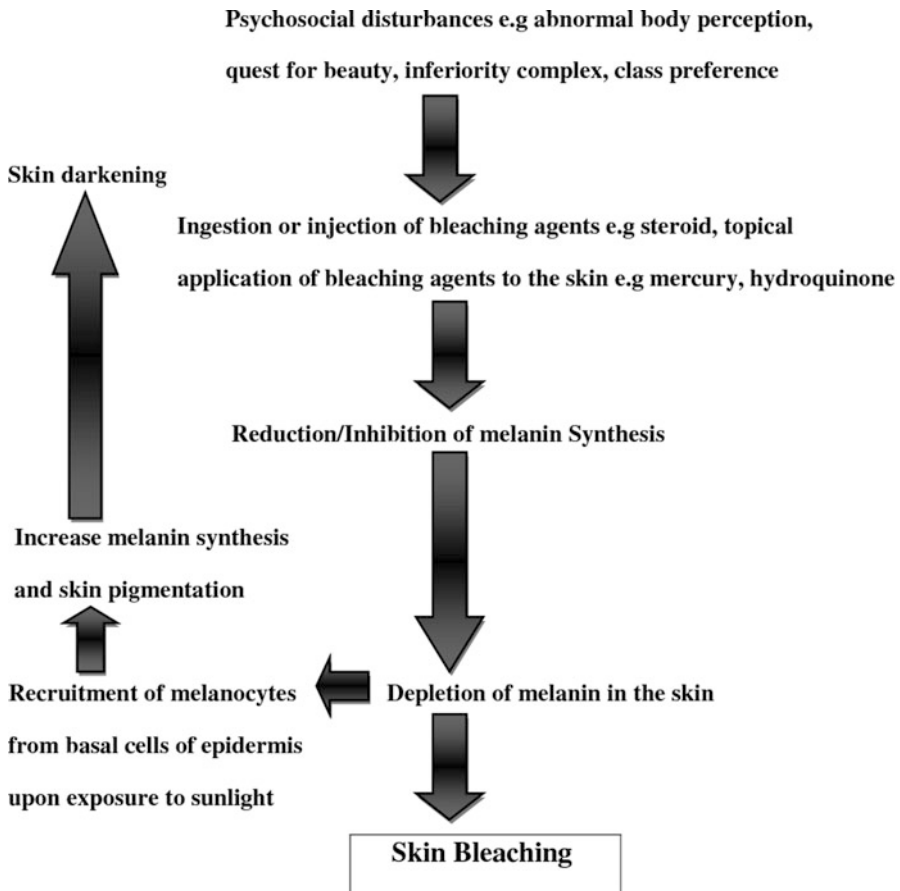 Psychosocial disturbances e.g abnormal body perception,
quest for beauty, inferiority complex, class preference
Skin darkening
Ingestion or injection of bleaching agents e.g steroid, topical
application of bleaching agents to the skin e.g mercury, hydroquinone
Reduction/Inhibition of melanin Synthesis
Increase melanin synthesis
and skin pigmentation
Recruitment of melanocytes
from basal cells of epidermis
upon exposure to sunlight
Depletion of melanin in the skin
Skin Bleaching